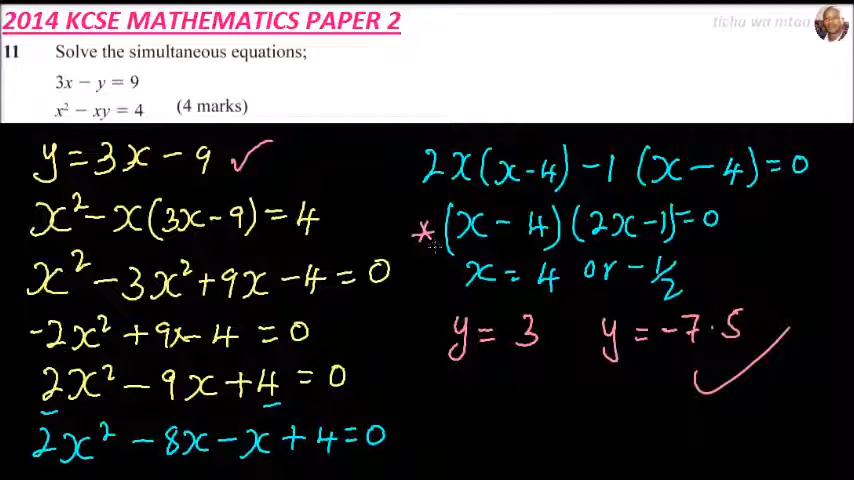 2014 KCSE MATHEMATICS PAPER 2
ticha wa mtaa
11 Solve the simultaneous equations;
3x − y = 9
x² − xy = 4 (4 marks)
y = 3x − 9 ✓
x² − x(3x − 9) = 4
x² − 3x² + 9x − 4 = 0
-2x² + 9x − 4 = 0
2x² − 9x + 4 = 0
2x² − 8x − x + 4 = 0
2x(x − 4) − 1 (x − 4) = 0
* (x − 4)(2x − 1) = 0
x = 4 or − 1/2
y = 3 y = −7.5 ✓